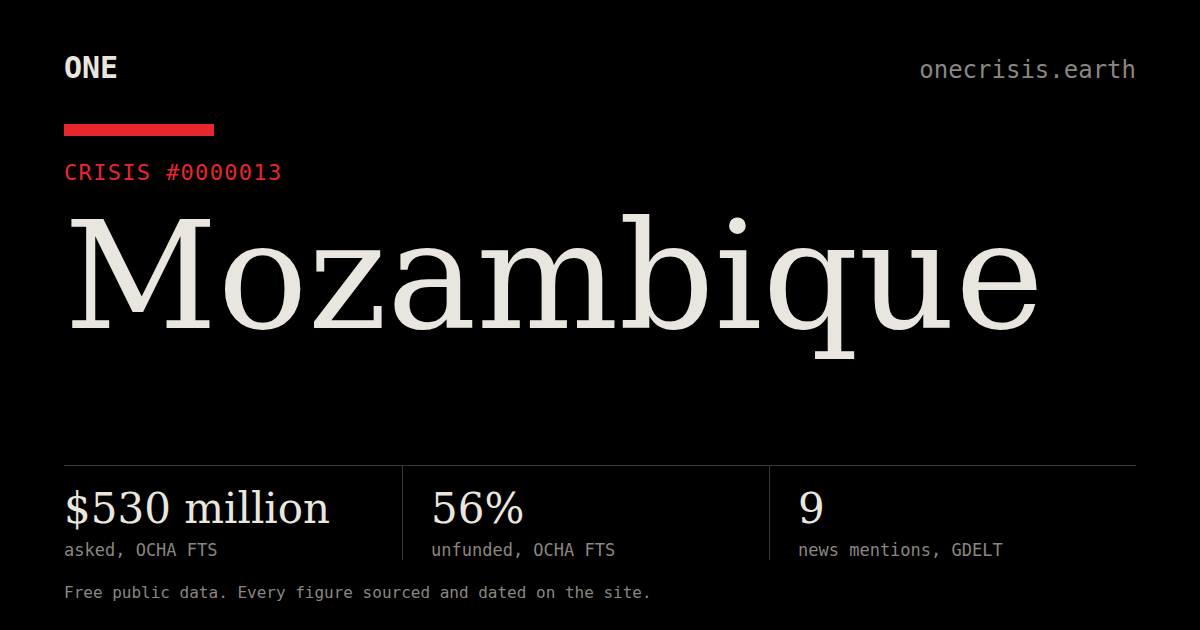 ONE
onecrisis.earth
CRISIS #0000013
Mozambique
$530 million
asked, OCHA FTS
56%
unfunded, OCHA FTS
9
news mentions, GDELT
Free public data. Every figure sourced and dated on the site.